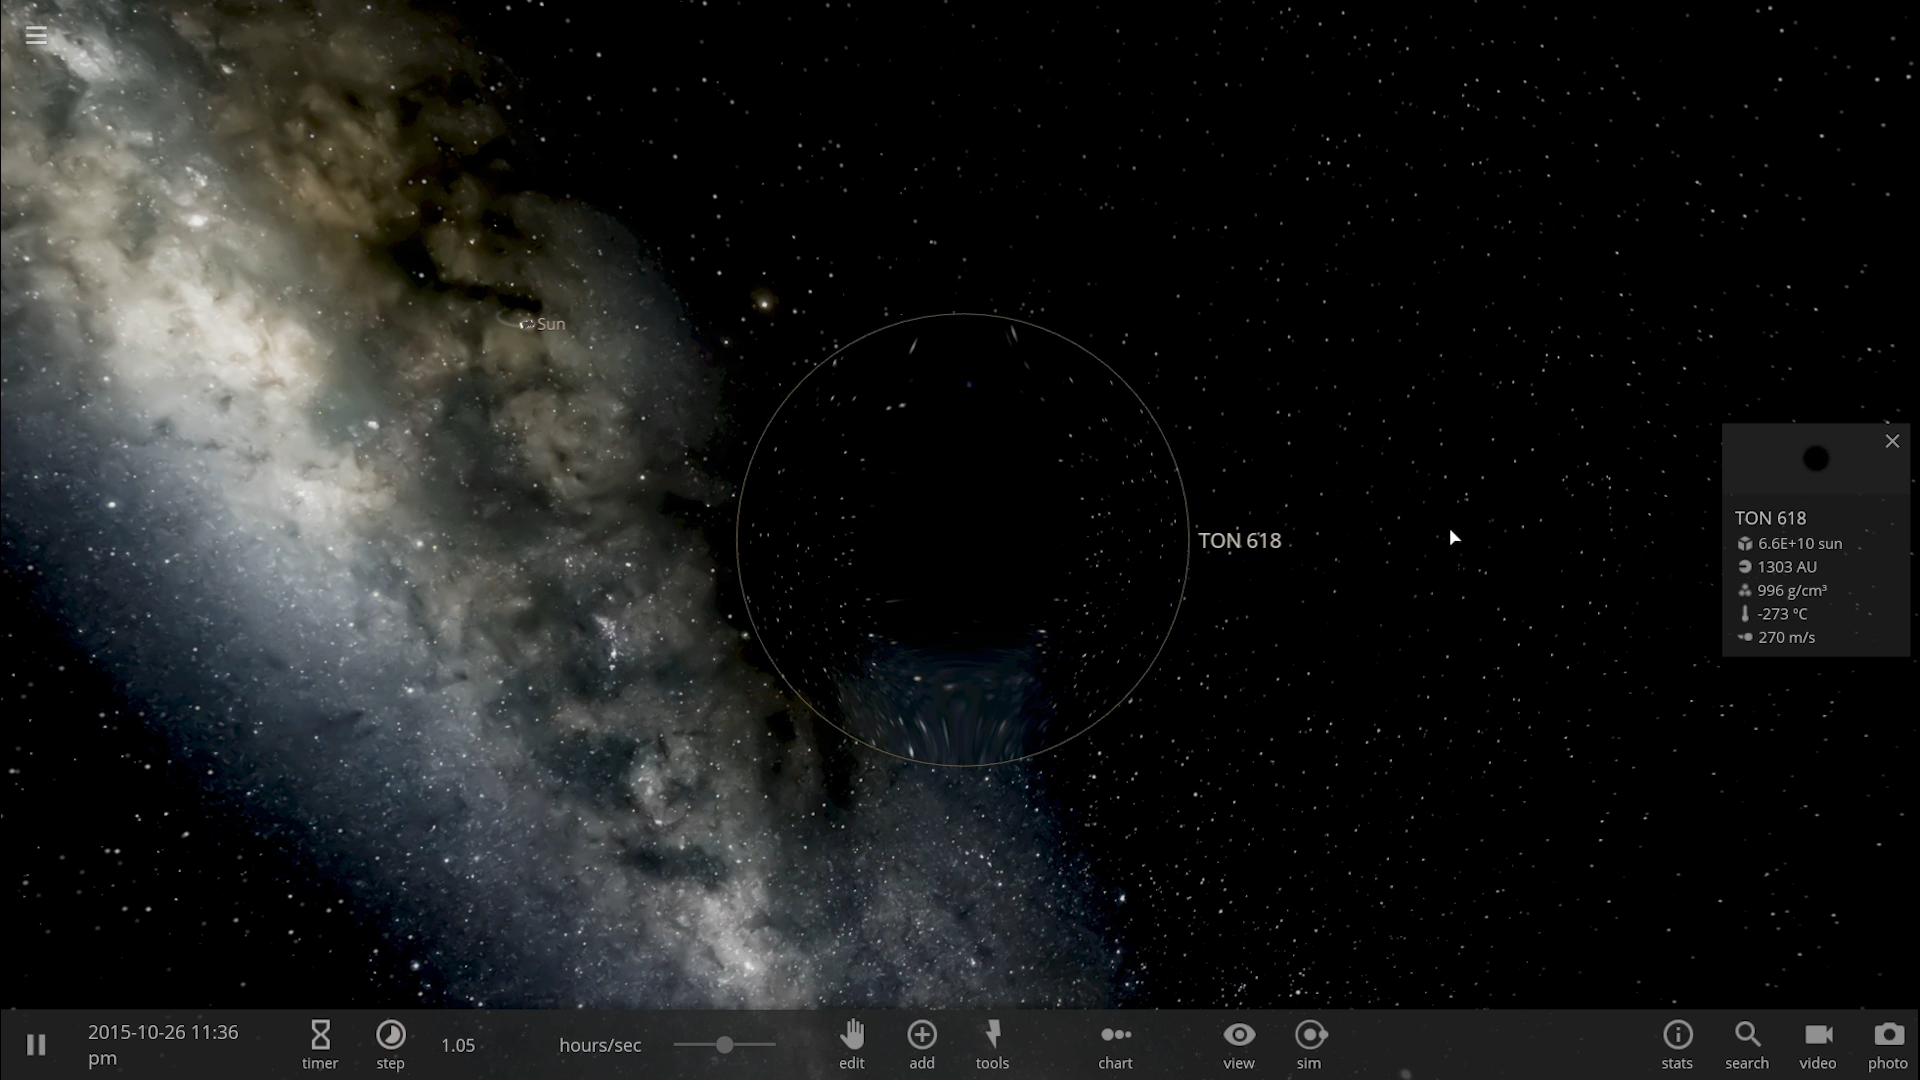 Sun
TON 618
TON 618
6.6E+10 sun
1303 AU
996 g/cm³
-273 °C
270 m/s
2015-10-26 11:36
pm
timer
step
1.05
hours/sec
edit
add
tools
chart
view
sim
stats
search
video
photo